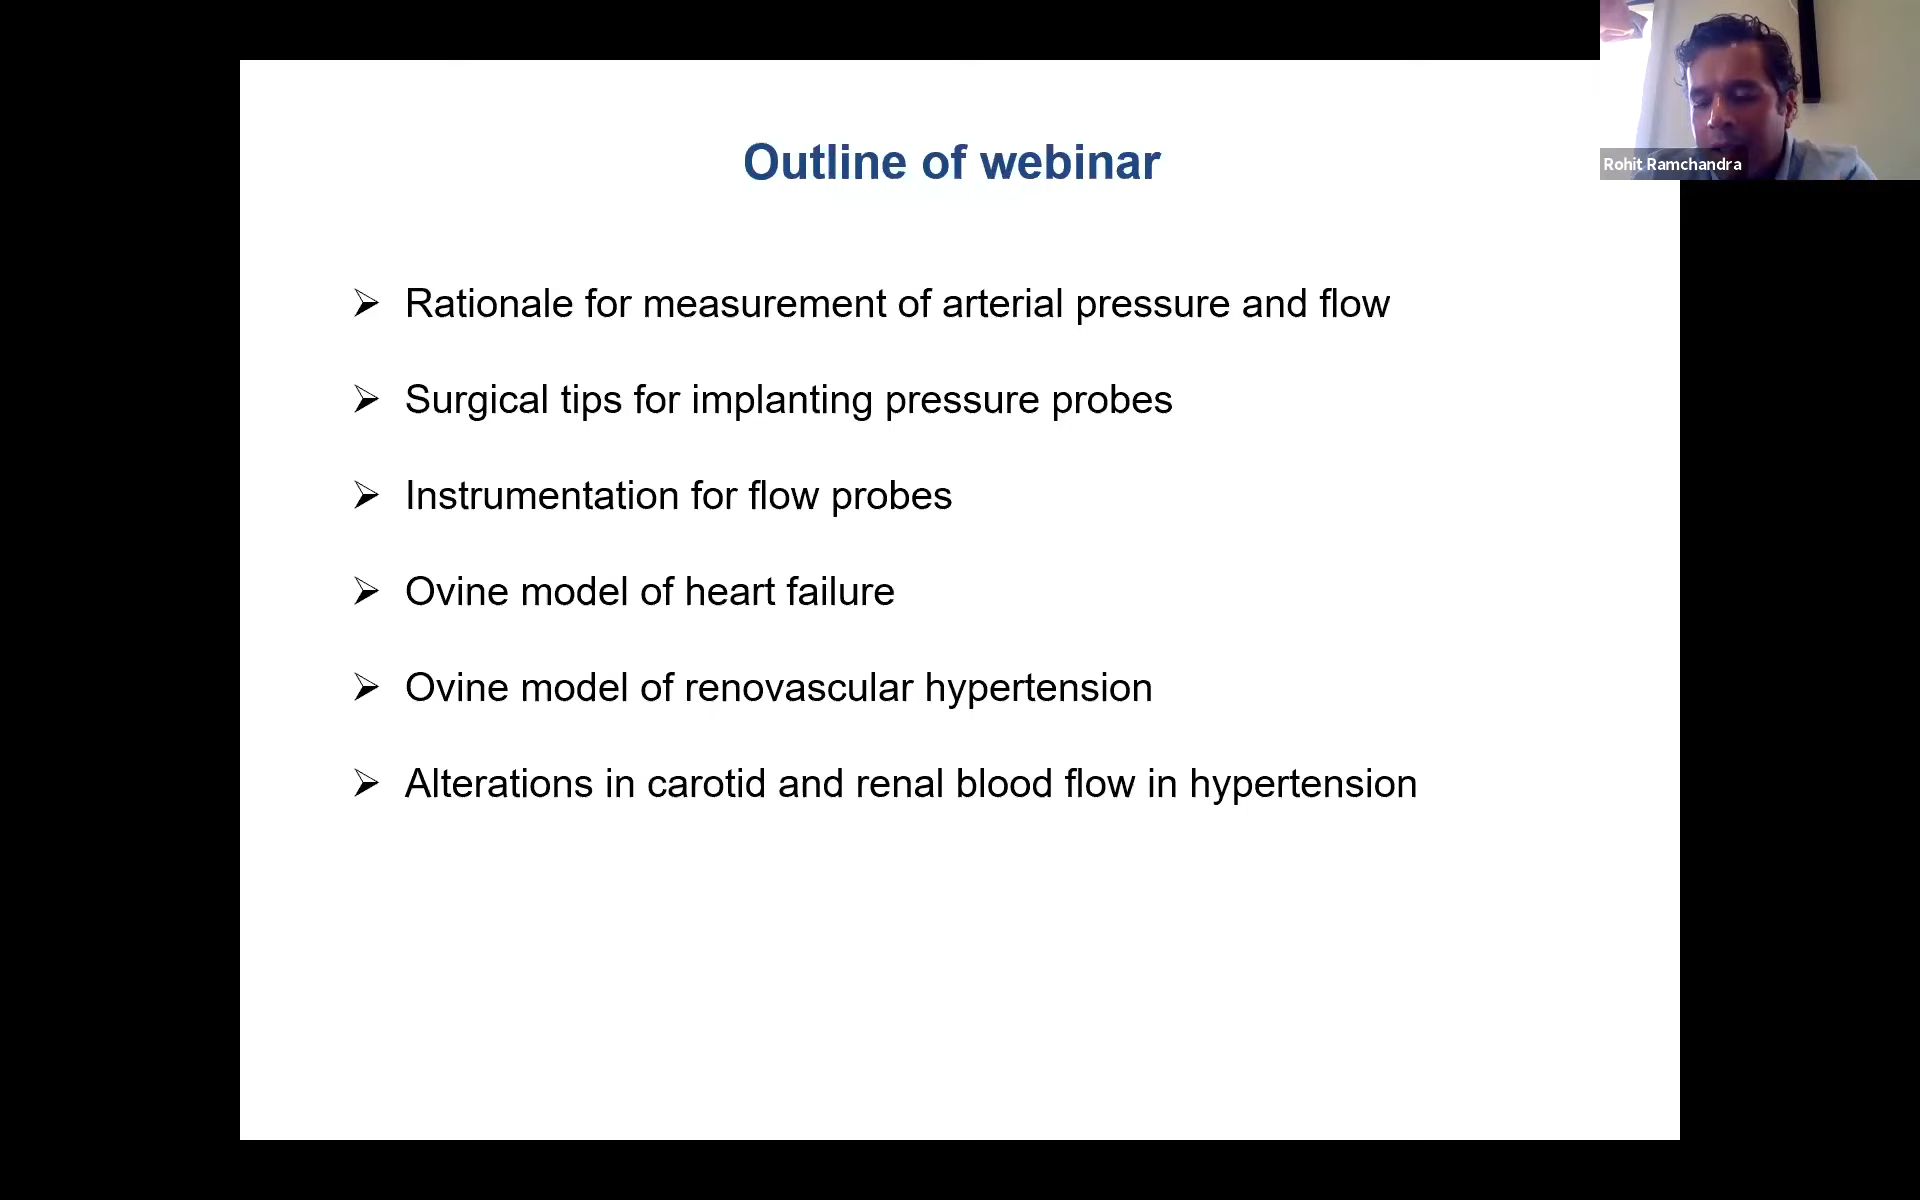 Outline of webinar
Rohit Ramchandra
Rationale for measurement of arterial pressure and flow
Surgical tips for implanting pressure probes
Instrumentation for flow probes
Ovine model of heart failure
Ovine model of renovascular hypertension
Alterations in carotid and renal blood flow in hypertension